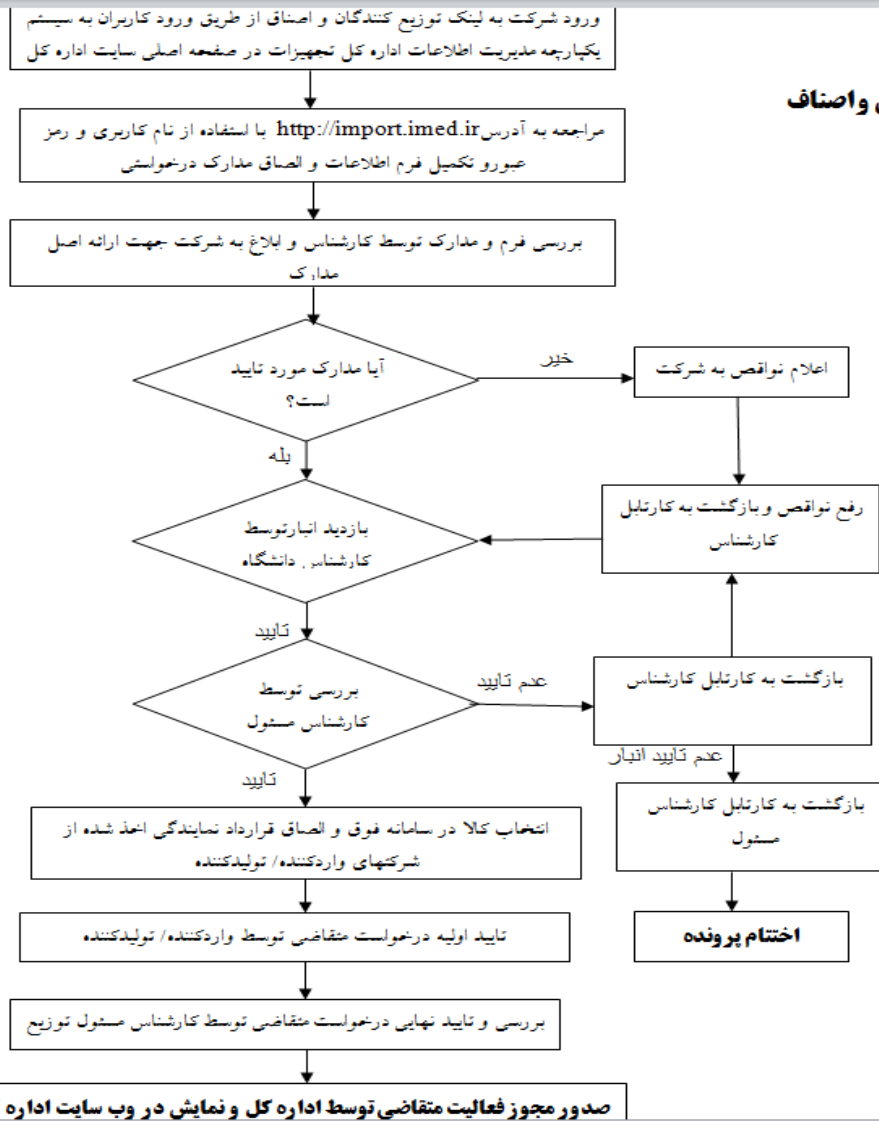 ورود شرکت به لینک توزیع کنندگان و اصناق از طریق ورود کاربران به سیستم
یکپارچه مدیریت اطلاعات اداره کل تجهیزات در صفحه اصلی سایت اداره کل
واصناف
مراجعه به آدرسhttp://import.imed.ir با استفاده از نام کاربری و رمز
عبورو تکمیل فرم اطلاعات و الصاق مدارک درخواستی
بررسی فرم و مدارک توسط کارشناس و ابلاغ به شرکت جهت ارائه اصل
مدارک
آیا مدارک مورد تایید
است؟
خیر
اعلام نواقص به شرکت
بله
رفع نواقص و بازگشت به کارتابل
کارشناس
بازدید انبارتوسط
کارشناس دانشگاه
تایید
بررسی توسط
کارشناس مسئول
عدم تایید
بازگشت به کارتابل کارشناس
عدم تایید انبار
بازگشت به کارتابل کارشناس
مسئول
اختتام پرونده
تایید
انتخاب کالا در سامانه فوق و الصاق قرارداد نمایندگی اخذ شده از
شرکتهای واردکننده/ تولیدکننده
تایید اولیه درخواست متقاضی توسط واردکننده/ تولیدکننده
بررسی و تایید نهایی درخواست متقاضی توسط کارشناس مسئول توزیع
صدور مجوز فعالیت متقاضی توسط اداره کل و نمایش در وب سایت اداره